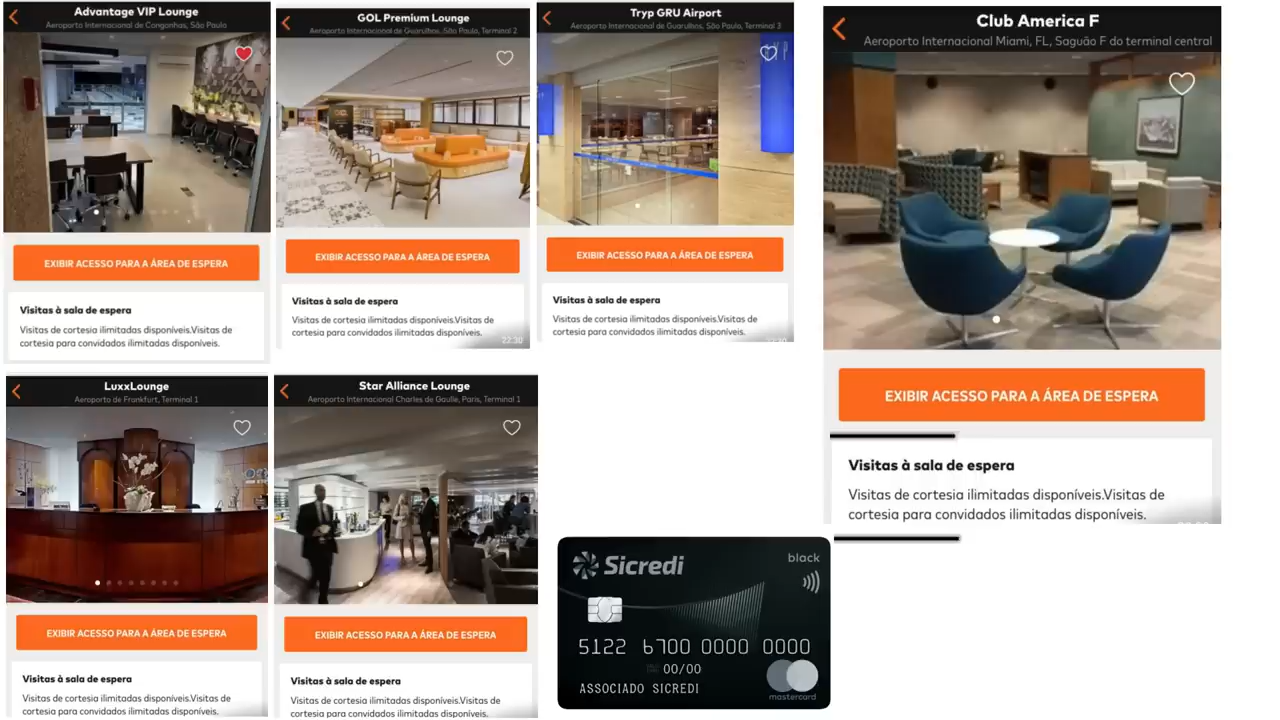 Advantage VIP Lounge
Aeroporto Internacional de Congonhas, São Paulo
EXIBIR ACESSO PARA A ÁREA DE ESPERA
Visitas à sala de espera
Visitas de cortesia ilimitadas disponíveis.Visitas de
cortesia para convidados ilimitadas disponíveis.
GOL Premium Lounge
Aeroporto Internacional de Guarulhos, São Paulo, Terminal 2
EXIBIR ACESSO PARA A ÁREA DE ESPERA
Visitas à sala de espera
Visitas de cortesia ilimitadas disponíveis.Visitas de
cortesia para convidados ilimitadas disponíveis.
22:30
Tryp GRU Airport
Aeroporto Internacional de Guarulhos, São Paulo, Terminal 3
EXIBIR ACESSO PARA A ÁREA DE ESPERA
Visitas à sala de espera
Visitas de cortesia ilimitadas disponíveis.Visitas de
cortesia para convidados ilimitadas disponíveis.
Club America F
Aeroporto Internacional Miami, FL, Saguão F do terminal central
EXIBIR ACESSO PARA A ÁREA DE ESPERA
Visitas à sala de espera
Visitas de cortesia ilimitadas disponíveis.Visitas de
cortesia para convidados ilimitadas disponíveis.
LuxxLounge
Aeroporto de Frankfurt, Terminal 1
EXIBIR ACESSO PARA A ÁREA DE ESPERA
Visitas à sala de espera
Visitas de cortesia ilimitadas disponíveis.Visitas de
cortesia para convidados ilimitadas disponíveis.
Star Alliance Lounge
Aeroporto Internacional Charles de Gaulle, Paris, Terminal 1
EXIBIR ACESSO PARA A ÁREA DE ESPERA
Visitas à sala de espera
Visitas de cortesia ilimitadas disponíveis.Visitas de
cortesia para convidados ilimitadas disponíveis.
Sicredi
black
5122 6700 0000 0000
00/00
ASSOCIADO SICREDI
mastercard